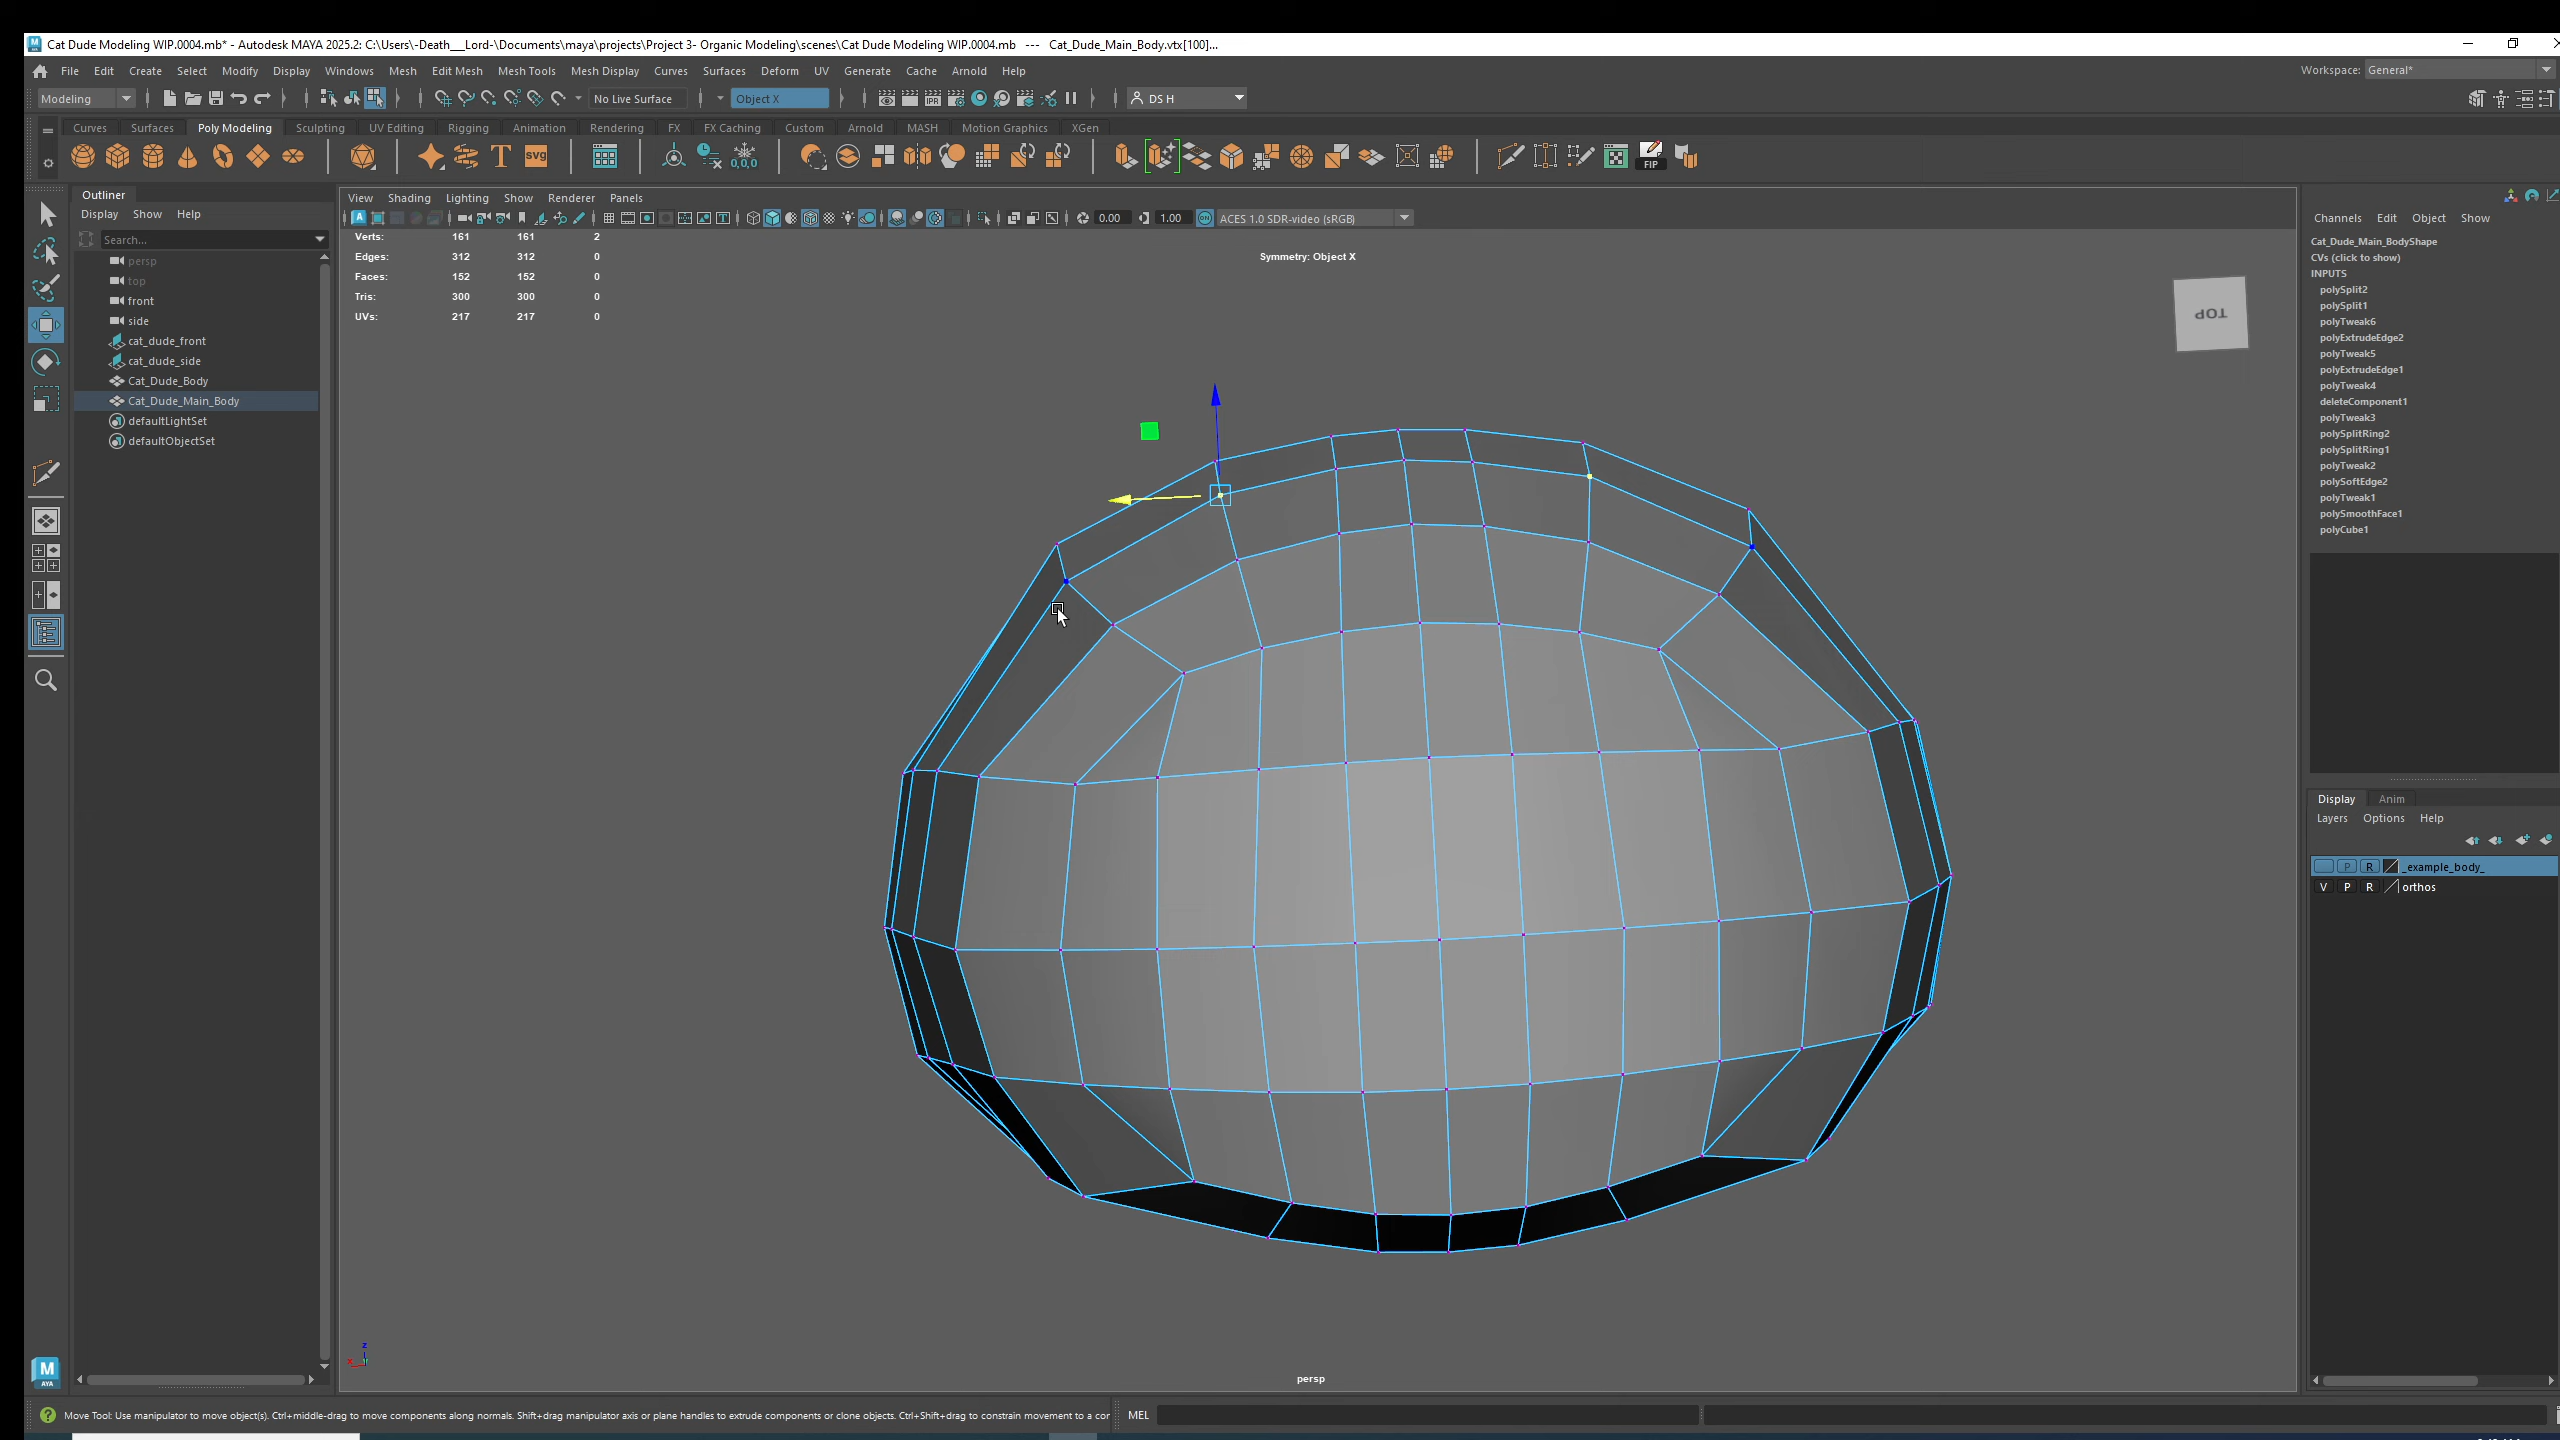 Cat Dude Modeling WIP.0004.mb* - Autodesk MAYA 2025.2: C:\Users\-Death___Lord-\Documents\maya\projects\Project 3- Organic Modeling\scenes\Cat Dude Modeling WIP.0004.mb --- Cat_Dude_Main_Body.vtx[100]...
File Edit Create Select Modify Display Windows Mesh Edit Mesh Mesh Tools Mesh Display Curves Surfaces Deform UV Generate Cache Arnold Help
Workspace: General*
Modeling No Live Surface Object X IPR DS H
Curves Surfaces Poly Modeling Sculpting UV Editing Rigging Animation Rendering FX FX Caching Custom Arnold MASH Motion Graphics XGen
T svg 0,0,0 FIP
Outliner
Display Show Help
Search...
persp
top
front
side
cat_dude_front
cat_dude_side
Cat_Dude_Body
Cat_Dude_Main_Body
defaultLightSet
defaultObjectSet
View Shading Lighting Show Renderer Panels
0.00 1.00 ON ACES 1.0 SDR-video (sRGB)
Verts: 161 161 2
Edges: 312 312 0
Faces: 152 152 0
Tris: 300 300 0
UVs: 217 217 0
Symmetry: Object X
TOP
z
x
persp
Channels Edit Object Show
Cat_Dude_Main_BodyShape
CVs (click to show)
INPUTS
polySplit2
polySplit1
polyTweak6
polyExtrudeEdge2
polyTweak5
polyExtrudeEdge1
polyTweak4
deleteComponent1
polyTweak3
polySplitRing2
polySplitRing1
polyTweak2
polySoftEdge2
polyTweak1
polySmoothFace1
polyCube1
Display Anim
Layers Options Help
P R _example_body_
V P R orthos
M
AYA
Move Tool: Use manipulator to move object(s). Ctrl+middle-drag to move components along normals. Shift+drag manipulator axis or plane handles to extrude components or clone objects. Ctrl+Shift+drag to constrain movement to a cor
MEL